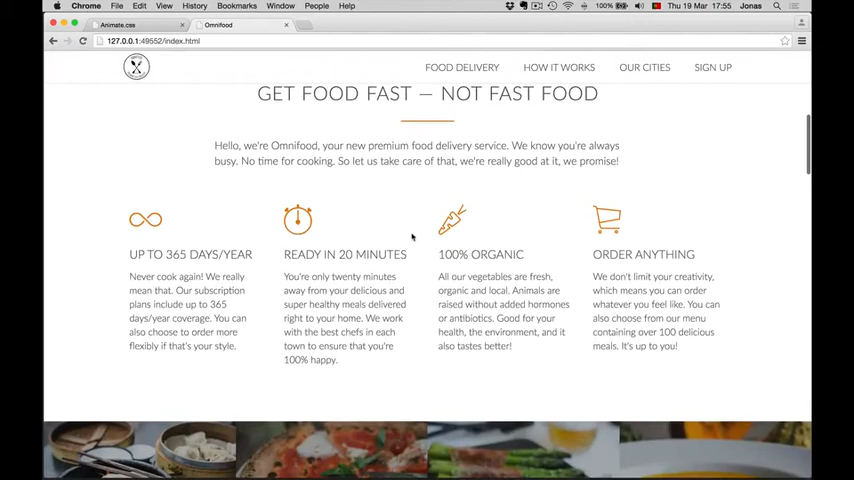 Chrome File Edit View History Bookmarks Window People Help 100% Thu 19 Mar 17:55 Jonas
Animate.css Omnifood
127.0.0.1:49552/index.html
FOOD DELIVERY HOW IT WORKS OUR CITIES SIGN UP
GET FOOD FAST — NOT FAST FOOD
Hello, we're Omnifood, your new premium food delivery service. We know you're always
busy. No time for cooking. So let us take care of that, we're really good at it, we promise!
UP TO 365 DAYS/YEAR
Never cook again! We really
mean that. Our subscription
plans include up to 365
days/year coverage. You can
also choose to order more
flexibly if that's your style.
READY IN 20 MINUTES
You're only twenty minutes
away from your delicious and
super healthy meals delivered
right to your home. We work
with the best chefs in each
town to ensure that you're
100% happy.
100% ORGANIC
All our vegetables are fresh,
organic and local. Animals are
raised without added hormones
or antibiotics. Good for your
health, the environment, and it
also tastes better!
ORDER ANYTHING
We don't limit your creativity,
which means you can order
whatever you feel like. You can
also choose from our menu
containing over 100 delicious
meals. It's up to you!